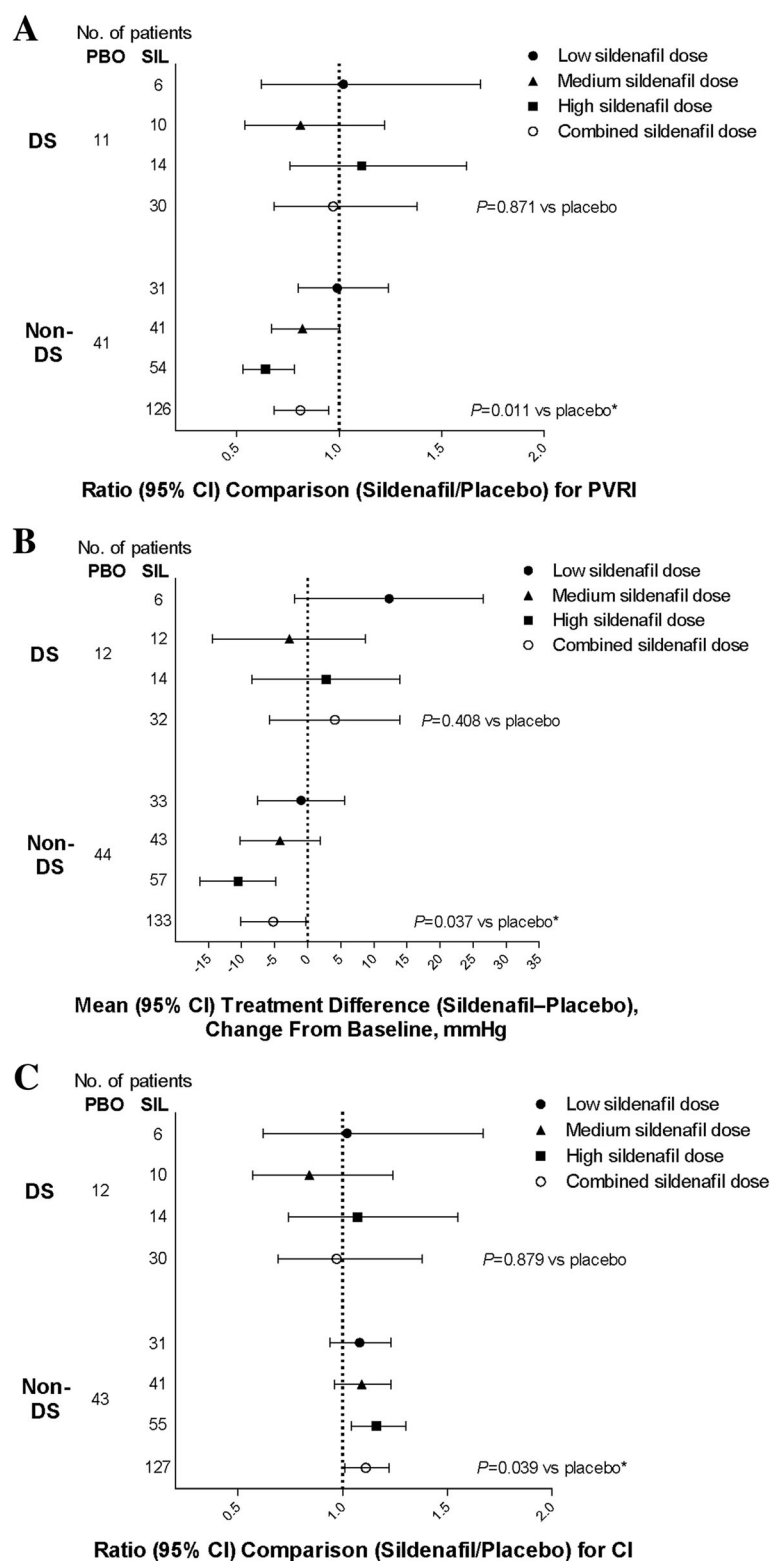 A
No. of patients
PBO SIL
Low sildenafil dose
Medium sildenafil dose
High sildenafil dose
Combined sildenafil dose
6
10
DS 11
14
30 P=0.871 vs placebo
31
41
Non-
DS 41
54
126 P=0.011 vs placebo*
0.5 1.0 1.5 2.0
Ratio (95% CI) Comparison (Sildenafil/Placebo) for PVRI
B
No. of patients
PBO SIL
Low sildenafil dose
Medium sildenafil dose
High sildenafil dose
Combined sildenafil dose
6
12
DS 12
14
32 P=0.408 vs placebo
33
43
Non-
DS 44
57
133 P=0.037 vs placebo*
-15 -10 -5 0 5 10 15 20 25 30 35
Mean (95% CI) Treatment Difference (Sildenafil–Placebo),
Change From Baseline, mmHg
C
No. of patients
PBO SIL
Low sildenafil dose
Medium sildenafil dose
High sildenafil dose
Combined sildenafil dose
6
10
DS 12
14
30 P=0.879 vs placebo
31
41
Non-
DS 43
55
127 P=0.039 vs placebo*
0.5 1.0 1.5 2.0
Ratio (95% CI) Comparison (Sildenafil/Placebo) for CI